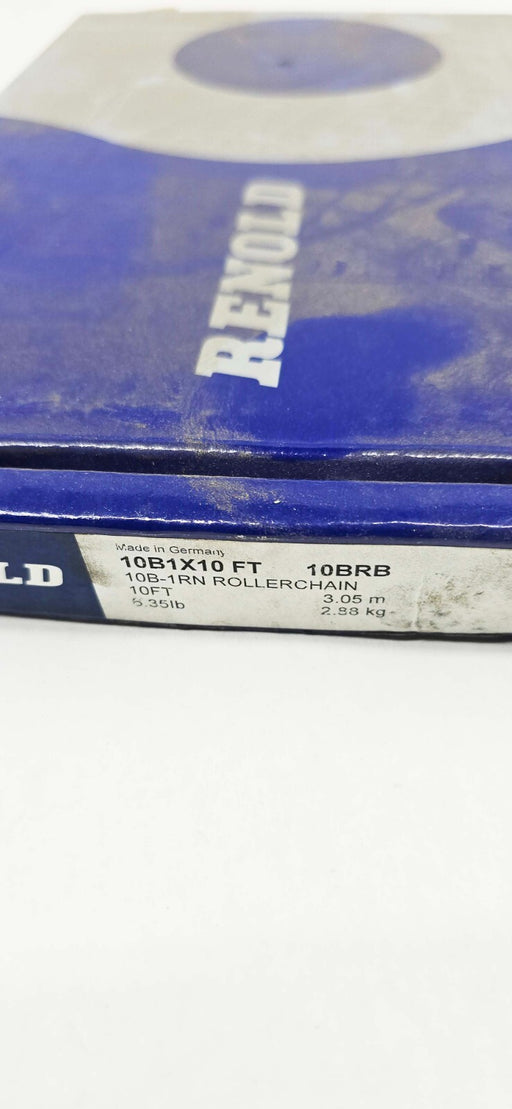 RENOLD
LD
Made in Germany
10B1X10 FT 10BRB
10B-1RN ROLLERCHAIN
10FT 3.05 m
6.35lb 2.88 kg